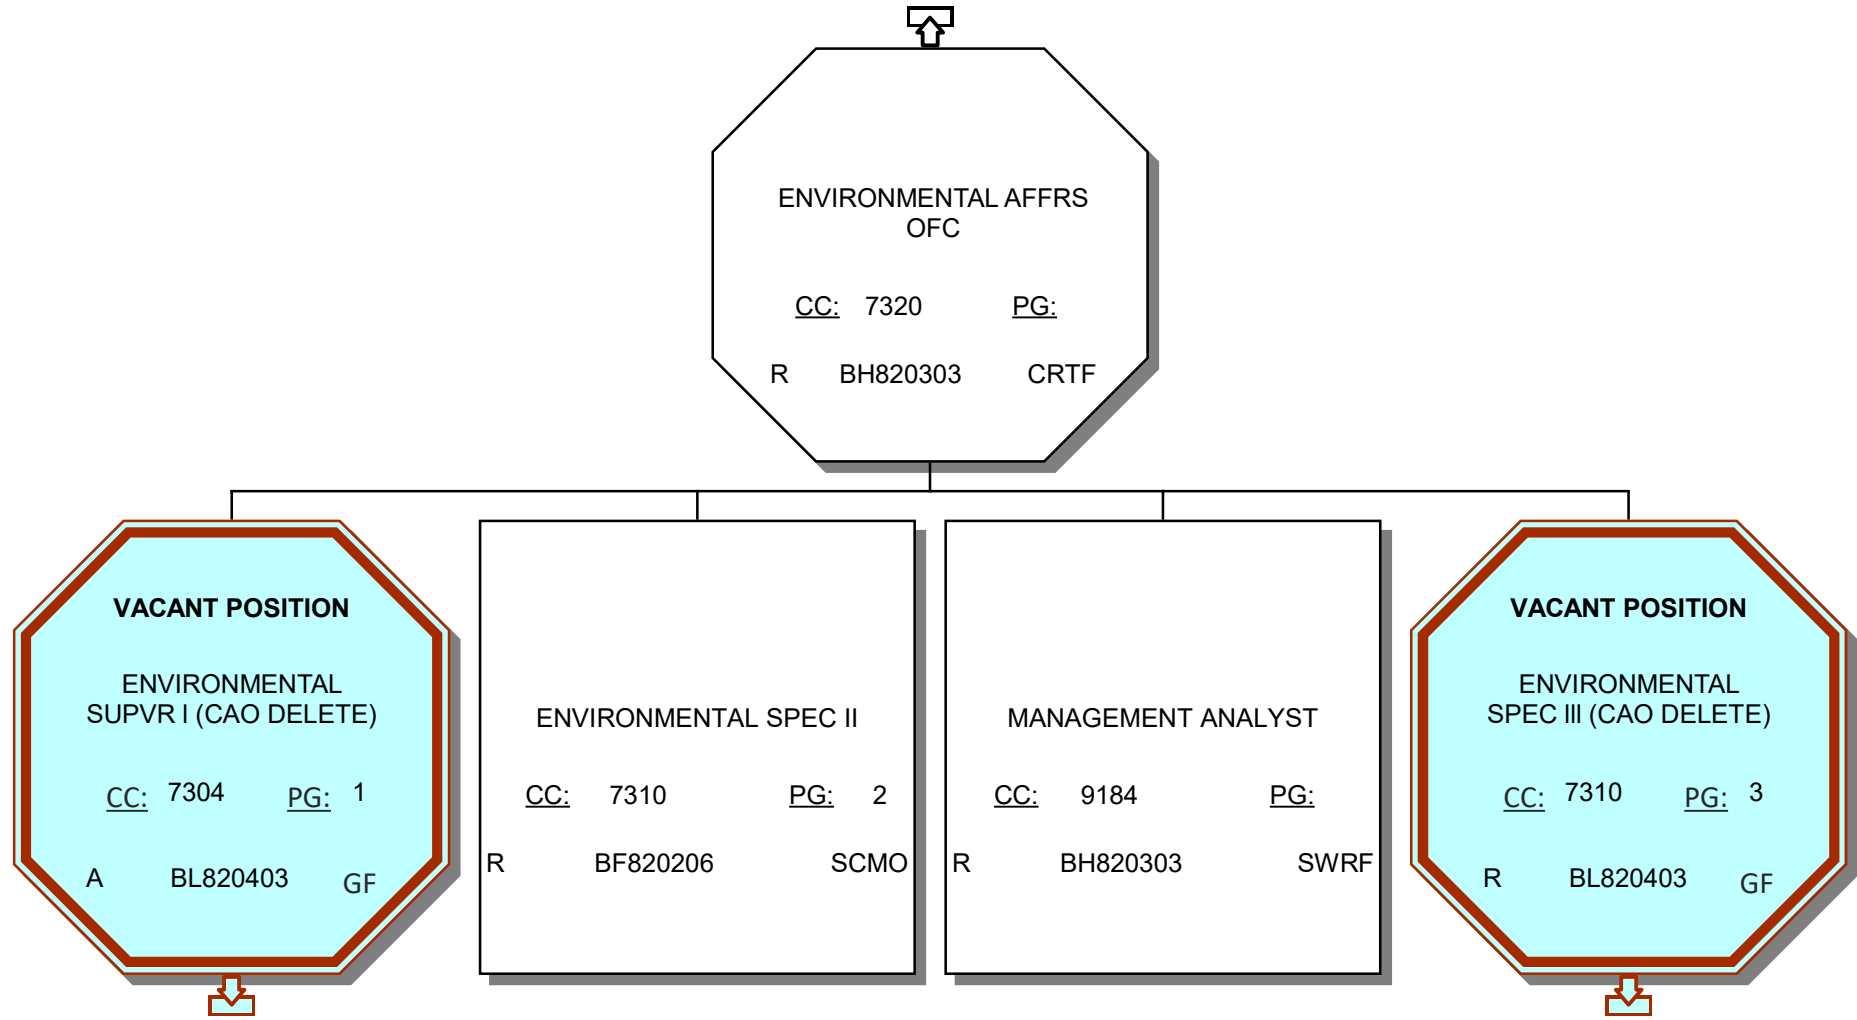 ENVIRONMENTAL AFFRS
OFC
CC: 7320 PG:
R BH820303 CRTF
VACANT POSITION
ENVIRONMENTAL
SUPVR I (CAO DELETE)
CC: 7304 PG: 1
A BL820403 GF
ENVIRONMENTAL SPEC II
CC: 7310 PG: 2
R BF820206 SCMO
MANAGEMENT ANALYST
CC: 9184 PG:
R BH820303 SWRF
VACANT POSITION
ENVIRONMENTAL
SPEC III (CAO DELETE)
CC: 7310 PG: 3
R BL820403 GF